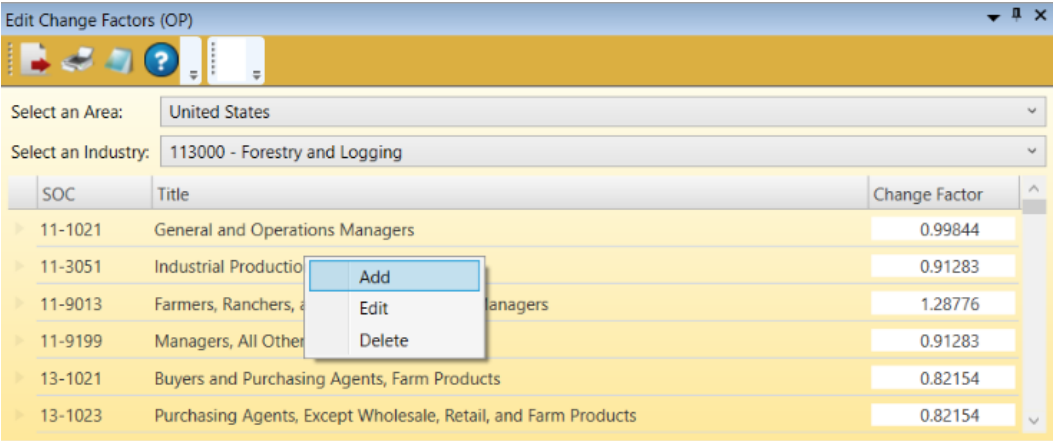 Edit Change Factors (OP)
?
Select an Area: United States
Select an Industry: 113000 - Forestry and Logging
SOC Title Change Factor
11-1021 General and Operations Managers 0.99844
11-3051 Industrial Productio 0.91283
Add
11-9013 Farmers, Ranchers, a anagers 1.28776
Edit
11-9199 Managers, All Other 0.91283
Delete
13-1021 Buyers and Purchasing Agents, Farm Products 0.82154
13-1023 Purchasing Agents, Except Wholesale, Retail, and Farm Products 0.82154